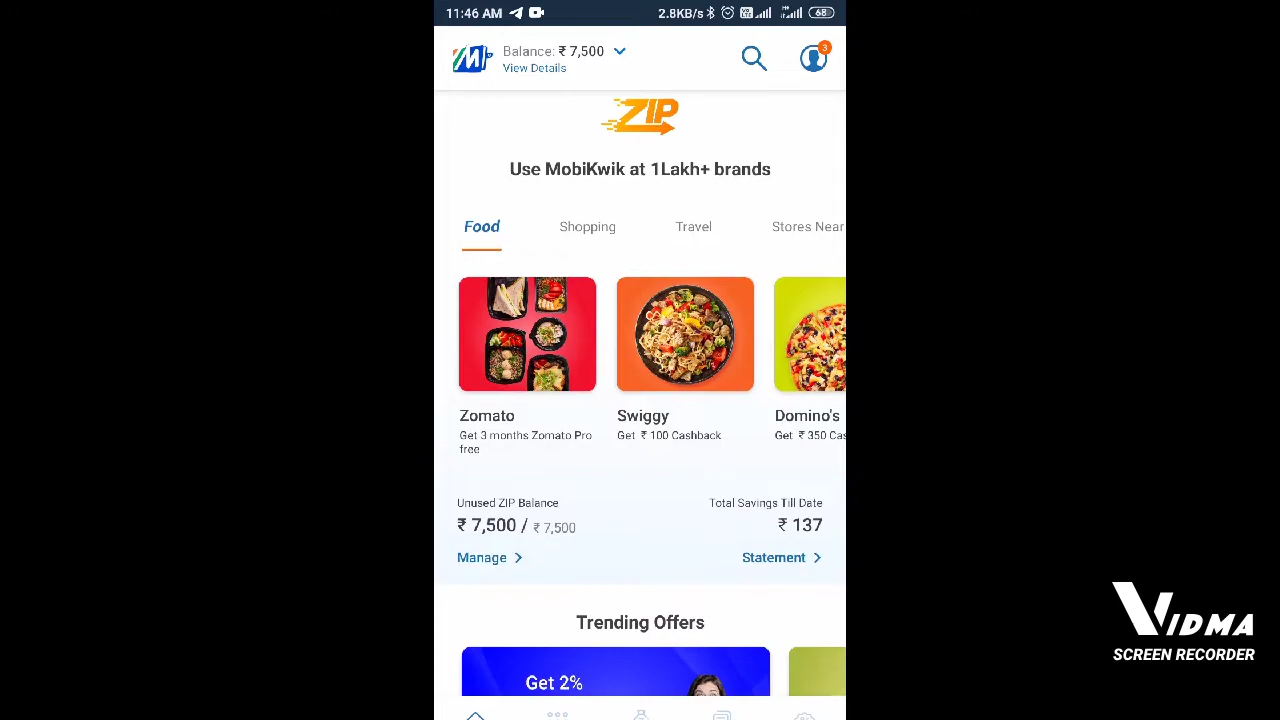 11:46 AM
2.8KB/s
68
Balance: ₹ 7,500
View Details
3
ZIP
Use MobiKwik at 1Lakh+ brands
Food
Shopping
Travel
Stores Near
Zomato
Get 3 months Zomato Pro
free
Swiggy
Get ₹ 100 Cashback
Domino's
Get ₹ 350 Cas
Unused ZIP Balance
₹ 7,500 / ₹ 7,500
Manage >
Total Savings Till Date
₹ 137
Statement >
Trending Offers
Get 2%
VIDMA
SCREEN RECORDER